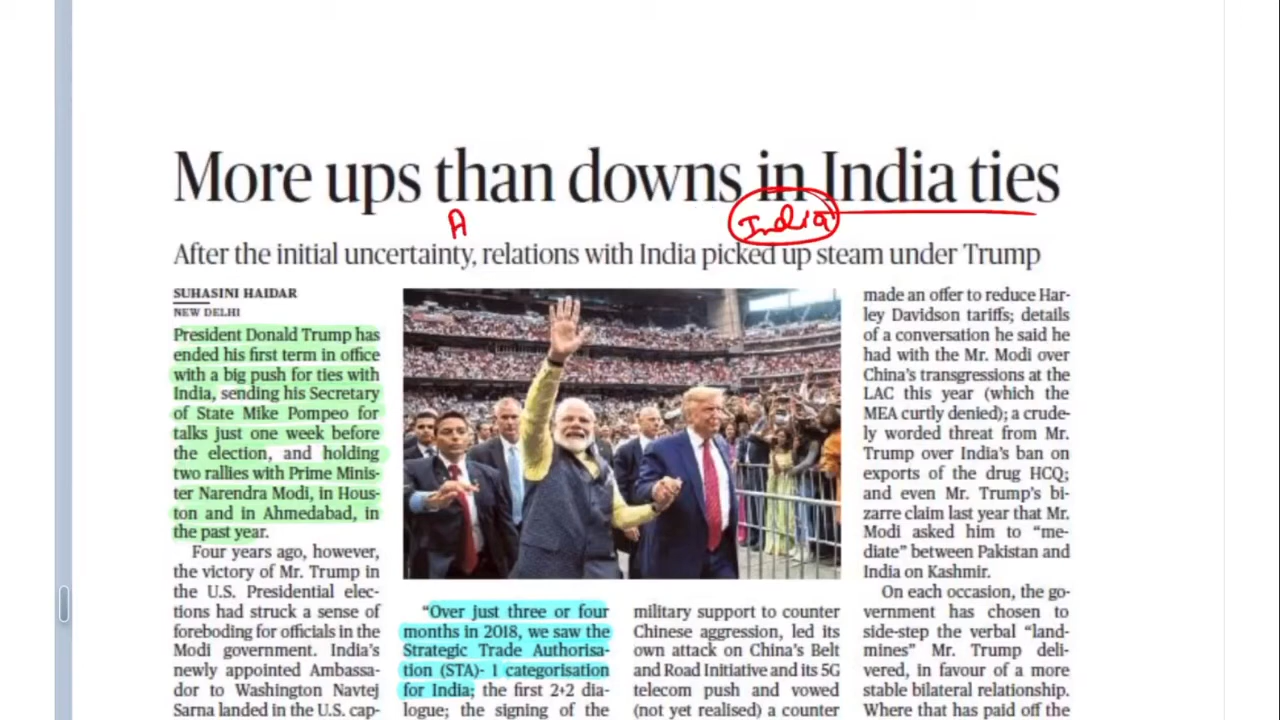 More ups than downs in India ties
A
India
After the initial uncertainty, relations with India picked up steam under Trump
SUHASINI HAIDAR
NEW DELHI
President Donald Trump has
ended his first term in office
with a big push for ties with
India, sending his Secretary
of State Mike Pompeo for
talks just one week before
the election, and holding
two rallies with Prime Minis-
ter Narendra Modi, in Hous-
ton and in Ahmedabad, in
the past year.
Four years ago, however,
the victory of Mr. Trump in
the U.S. Presidential elec-
tions had struck a sense of
foreboding for officials in the
Modi government. India's
newly appointed Ambassa-
dor to Washington Navtej
Sarna landed in the U.S. cap-
“Over just three or four
months in 2018, we saw the
Strategic Trade Authorisa-
tion (STA)- 1 categorisation
for India; the first 2+2 dia-
logue; the signing of the
military support to counter
Chinese aggression, led its
own attack on China's Belt
and Road Initiative and its 5G
telecom push and vowed
(not yet realised) a counter
made an offer to reduce Har-
ley Davidson tariffs; details
of a conversation he said he
had with the Mr. Modi over
China's transgressions at the
LAC this year (which the
MEA curtly denied); a crude-
ly worded threat from Mr.
Trump over India's ban on
exports of the drug HCQ;
and even Mr. Trump's bi-
zarre claim last year that Mr.
Modi asked him to “me-
diate” between Pakistan and
India on Kashmir.
On each occasion, the go-
vernment has chosen to
side-step the verbal “land-
mines” Mr. Trump deli-
vered, in favour of a more
stable bilateral relationship.
Where that has paid off the